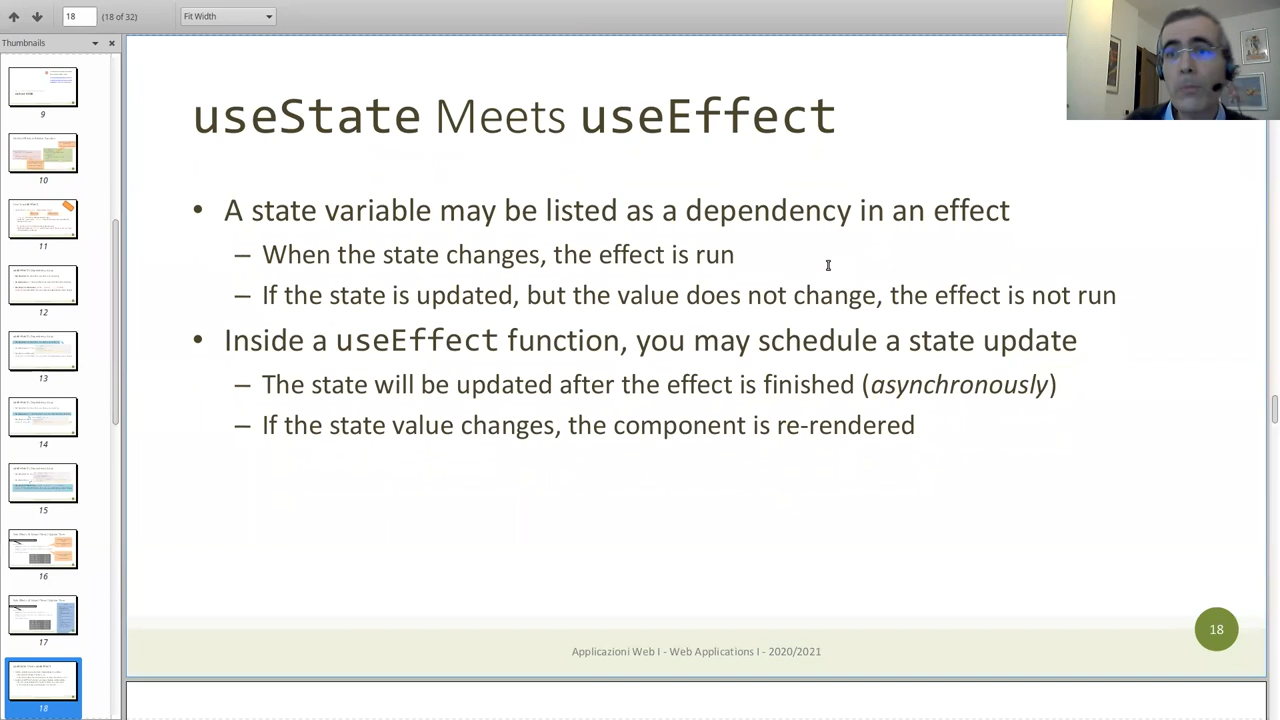 18 (18 of 32) Fit Width
Thumbnails
9
10
11
12
13
14
15
16
17
18
useState Meets useEffect
• A state variable may be listed as a dependency in an effect
– When the state changes, the effect is run
– If the state is updated, but the value does not change, the effect is not run
• Inside a useEffect function, you may schedule a state update
– The state will be updated after the effect is finished (asynchronously)
– If the state value changes, the component is re-rendered
18
Applicazioni Web I - Web Applications I - 2020/2021